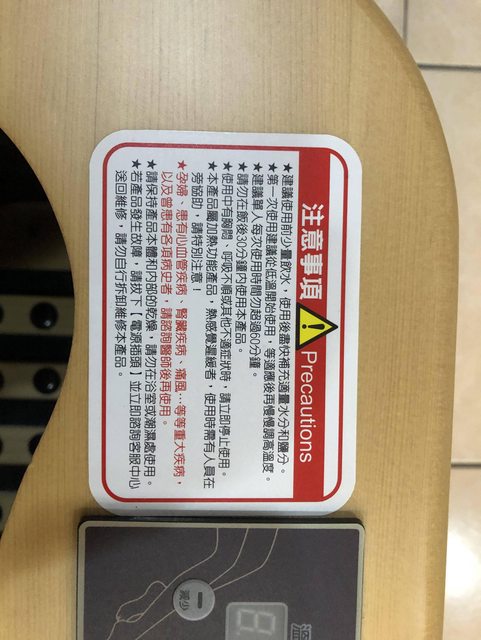 注意事項 ! Precautions
★建議使用前少量飲水，使用後盡快補充適量水分和鹽分。
★第一次使用建議從低溫開始使用，等適應後再慢慢調高溫度。
★建議單人每次使用時間勿超過60分鐘。
★請勿在飯後30分鐘內使用本產品。
★使用中有胸悶、呼吸不順或其他不適症狀時，請立即停止使用。
★本產品屬加熱功能產品，熱感覺遲緩者，使用時需有人員在
旁協助，請特別注意！
★孕婦、患有心血管疾病、腎臟疾病、痛風…等等重大疾病，
以及曾患有各項病史者，請諮詢醫師後再使用。
★請保持產品本體和內部的乾燥，請勿在浴室或潮濕處使用。
★若產品發生故障，請拔下【電源插頭】並立即諮詢客服中心
送回維修，請勿自行拆卸維修本產品。
溫
減少